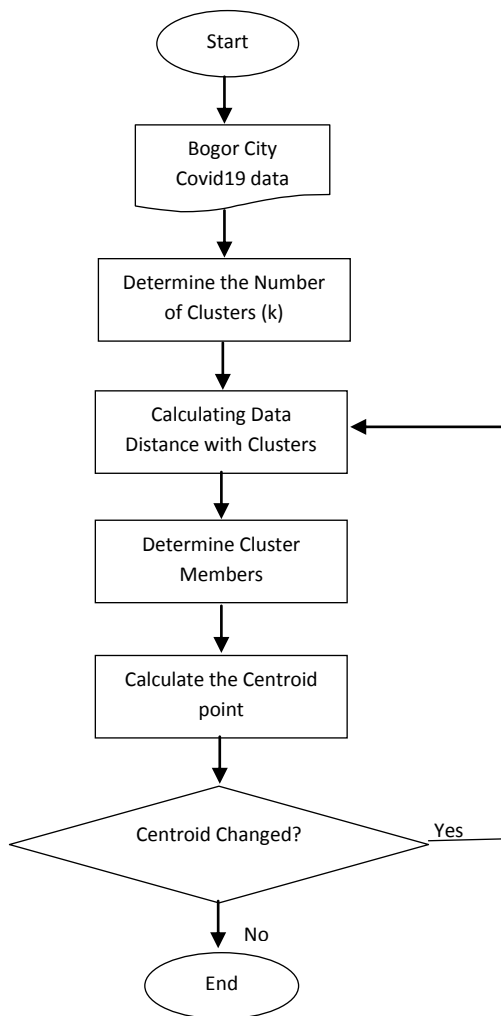 Start
Bogor City
Covid19 data
Determine the Number
of Clusters (k)
Calculating Data
Distance with Clusters
Determine Cluster
Members
Calculate the Centroid
point
Centroid Changed?
Yes
No
End